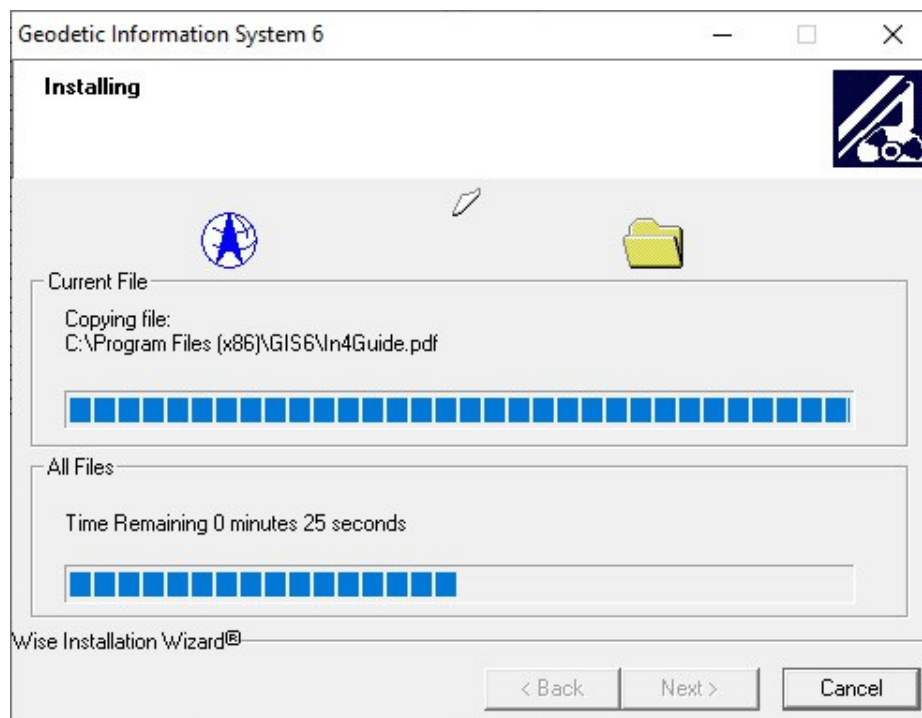 Geodetic Information System 6
Installing
Current File
Copying file:
C:\Program Files (x86)\GIS6\In4Guide.pdf
All Files
Time Remaining 0 minutes 25 seconds
Wise Installation Wizard®
< Back
Next >
Cancel